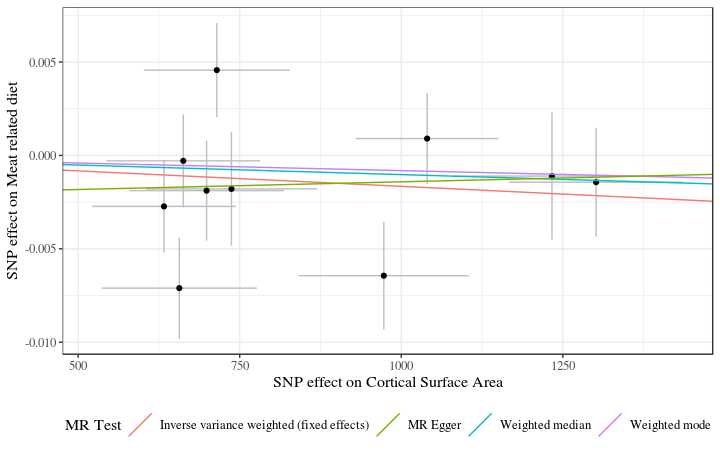 SNP effect on Meat related diet
0.005
0.000
-0.005
-0.010
500 750 1000 1250
SNP effect on Cortical Surface Area
MR Test Inverse variance weighted (fixed effects) MR Egger Weighted median Weighted mode